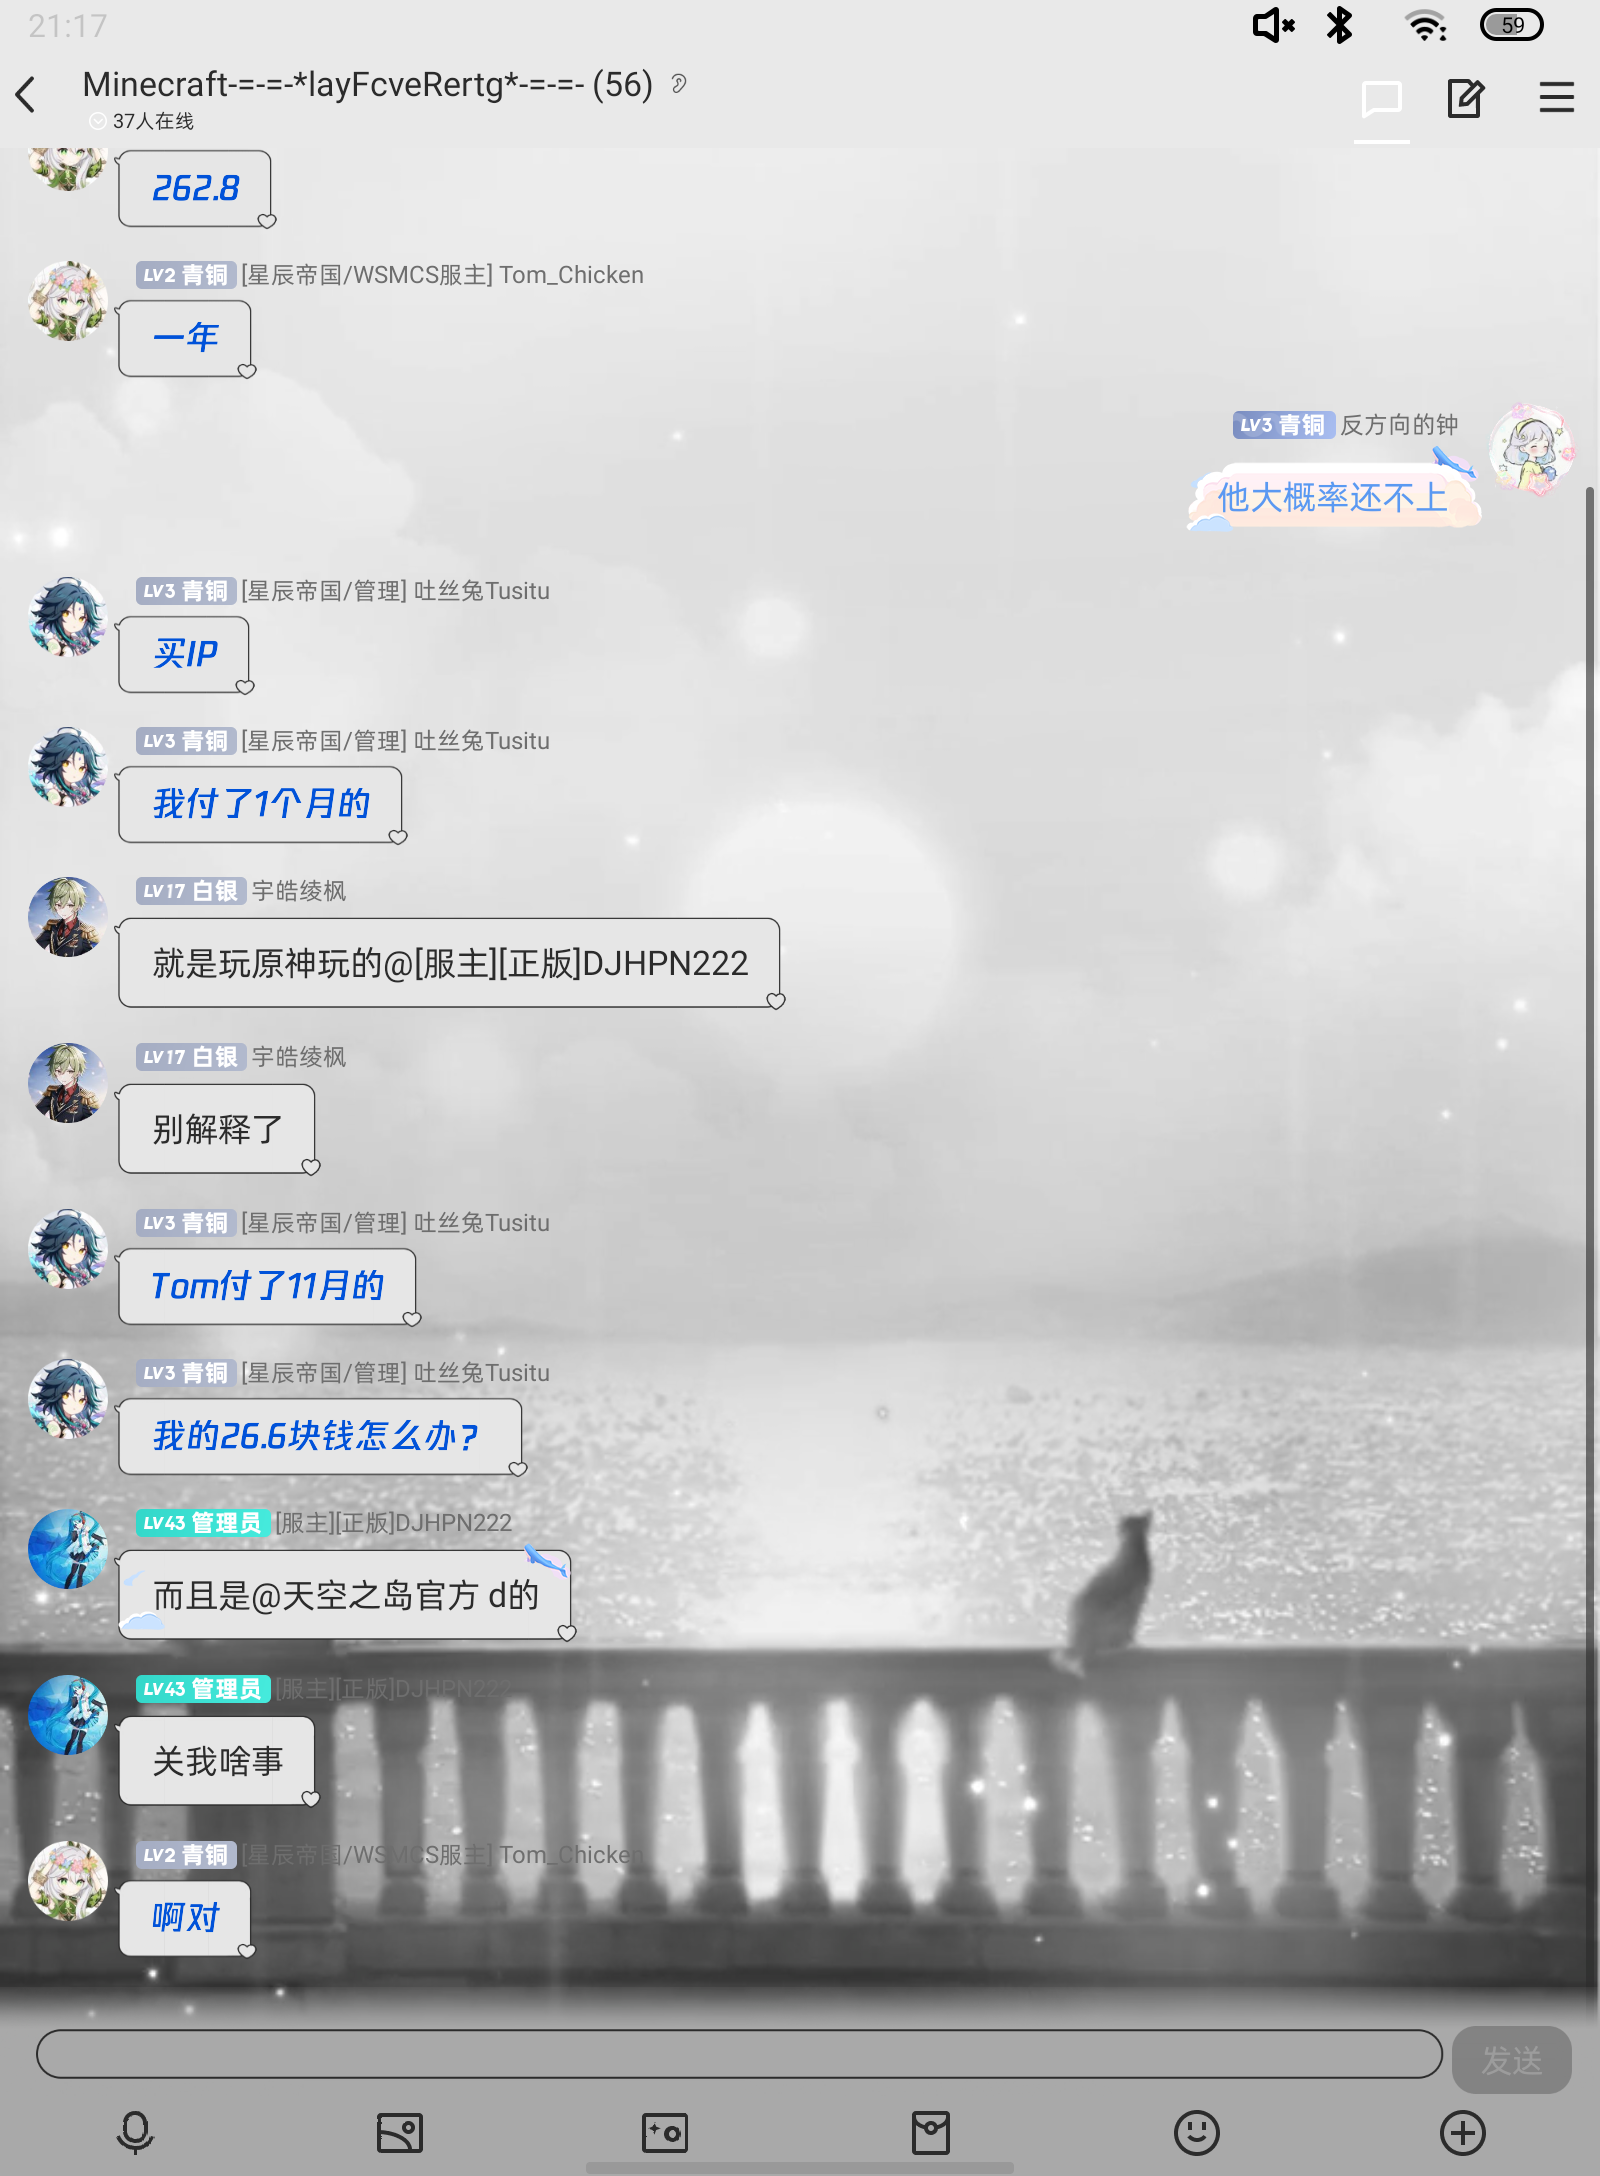 21:17
59
Minecraft-=-=-*layFcveRertg*-=-=- (56)
37人在线
262.8
LV2 青铜 [星辰帝国/WSMCS服主] Tom_Chicken
一年
LV3 青铜 反方向的钟
他大概率还不上
LV3 青铜 [星辰帝国/管理] 吐丝兔Tusitu
买IP
LV3 青铜 [星辰帝国/管理] 吐丝兔Tusitu
我付了1个月的
LV17 白银 宇皓绫枫
就是玩原神玩的@[服主][正版]DJHPN222
LV17 白银 宇皓绫枫
别解释了
LV3 青铜 [星辰帝国/管理] 吐丝兔Tusitu
Tom付了11月的
LV3 青铜 [星辰帝国/管理] 吐丝兔Tusitu
我的26.6块钱怎么办？
LV43 管理员 [服主][正版]DJHPN222
而且是@天空之岛官方 d的
LV43 管理员 [服主][正版]DJHPN222
关我啥事
LV2 青铜 [星辰帝国/WSMCS服主] Tom_Chicken
啊对
发送